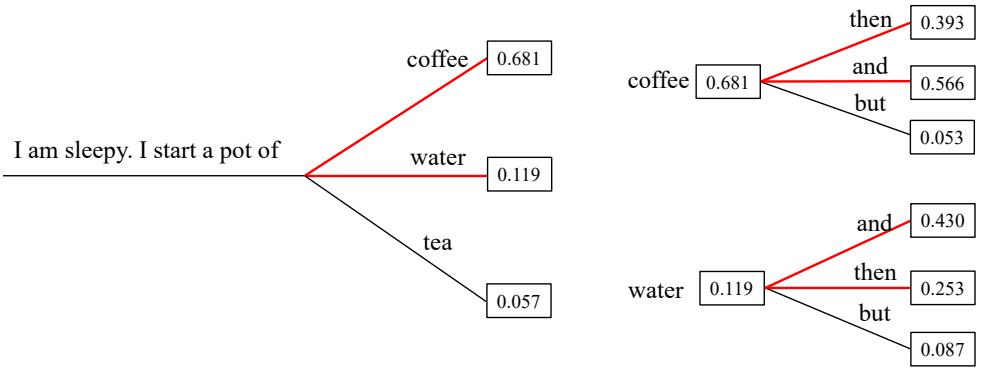 I am sleepy. I start a pot of
coffee 0.681
water 0.119
tea 0.057
coffee 0.681
then 0.393
and 0.566
but 0.053
water 0.119
and 0.430
then 0.253
but 0.087